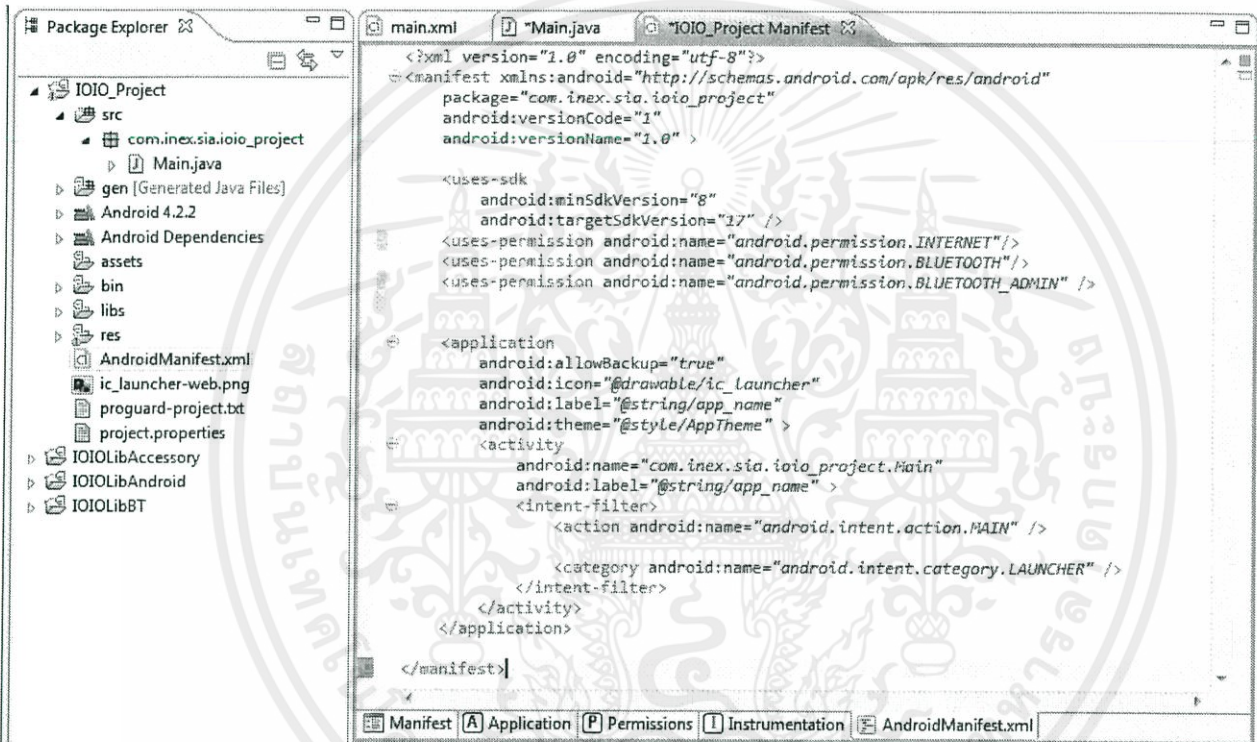 Package Explorer
IOIO_Project
src
com.inex.sia.ioio_project
Main.java
gen [Generated Java Files]
Android 4.2.2
Android Dependencies
assets
bin
libs
res
AndroidManifest.xml
ic_launcher-web.png
proguard-project.txt
project.properties
IOIOLibAccessory
IOIOLibAndroid
IOIOLibBT
main.xml
*Main.java
*IOIO_Project Manifest
<?xml version="1.0" encoding="utf-8"?>
<manifest xmlns:android="http://schemas.android.com/apk/res/android"
package="com.inex.sia.ioio_project"
android:versionCode="1"
android:versionName="1.0" >
<uses-sdk
android:minSdkVersion="8"
android:targetSdkVersion="17" />
<uses-permission android:name="android.permission.INTERNET"/>
<uses-permission android:name="android.permission.BLUETOOTH"/>
<uses-permission android:name="android.permission.BLUETOOTH_ADMIN" />
<application
android:allowBackup="true"
android:icon="@drawable/ic_launcher"
android:label="@string/app_name"
android:theme="@style/AppTheme" >
<activity
android:name="com.inex.sia.ioio_project.Main"
android:label="@string/app_name" >
<intent-filter>
<action android:name="android.intent.action.MAIN" />
<category android:name="android.intent.category.LAUNCHER" />
</intent-filter>
</activity>
</application>
</manifest>
Manifest
Application
Permissions
Instrumentation
AndroidManifest.xml